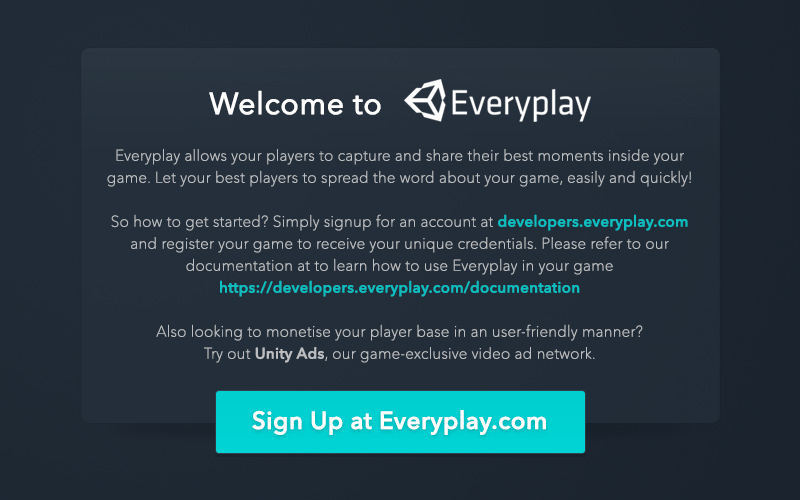 Welcome to Everyplay
Everyplay allows your players to capture and share their best moments inside your
game. Let your best players to spread the word about your game, easily and quickly!
So how to get started? Simply signup for an account at developers.everyplay.com
and register your game to receive your unique credentials. Please refer to our
documentation at to learn how to use Everyplay in your game
https://developers.everyplay.com/documentation
Also looking to monetise your player base in an user-friendly manner?
Try out Unity Ads, our game-exclusive video ad network.
Sign Up at Everyplay.com